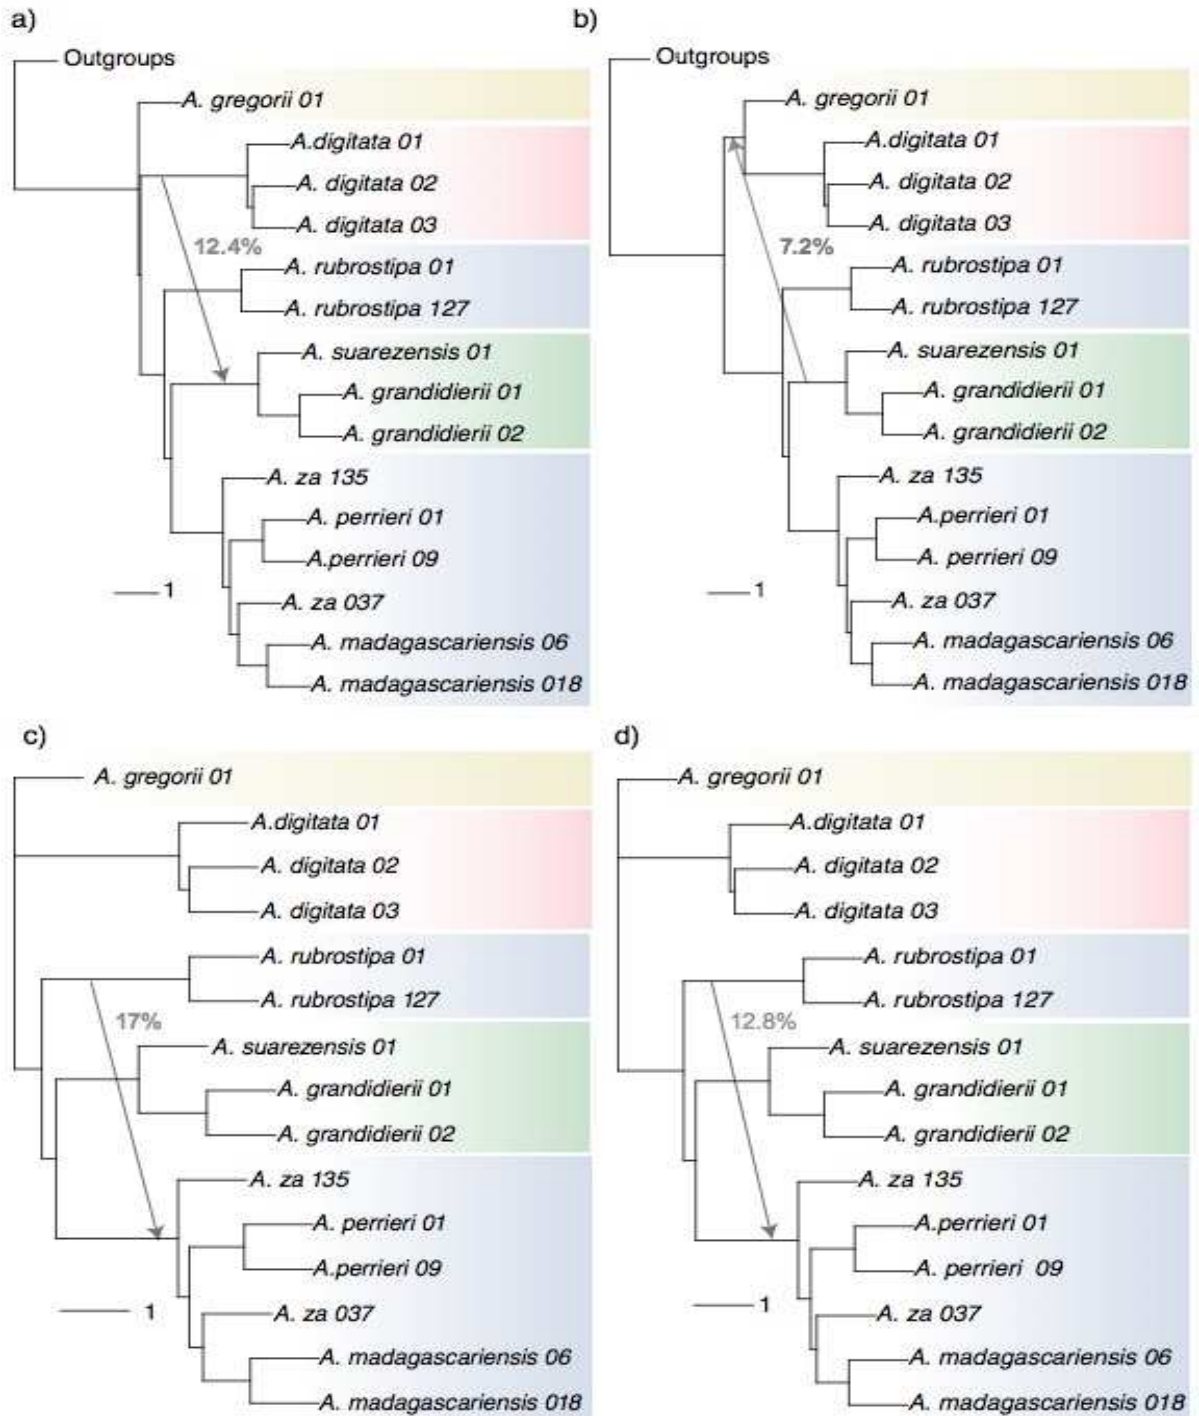 a)
Outgroups
A. gregorii 01
A.digitata 01
A. digitata 02
A. digitata 03
12.4%
A. rubrostipa 01
A. rubrostipa 127
A. suarezensis 01
A. grandidierii 01
A. grandidierii 02
A. za 135
A. perrieri 01
A.perrieri 09
1
A. za 037
A. madagascariensis 06
A. madagascariensis 018
b)
Outgroups
A. gregorii 01
A.digitata 01
A. digitata 02
A. digitata 03
7.2%
A. rubrostipa 01
A. rubrostipa 127
A. suarezensis 01
A. grandidierii 01
A. grandidierii 02
A. za 135
A.perrieri 01
A. perrieri 09
1
A. za 037
A. madagascariensis 06
A. madagascariensis 018
c)
A. gregorii 01
A.digitata 01
A. digitata 02
A. digitata 03
A. rubrostipa 01
A. rubrostipa 127
17%
A. suarezensis 01
A. grandidierii 01
A. grandidierii 02
A. za 135
A. perrieri 01
A.perrieri 09
1
A. za 037
A. madagascariensis 06
A. madagascariensis 018
d)
A. gregorii 01
A.digitata 01
A. digitata 02
A. digitata 03
A. rubrostipa 01
A. rubrostipa 127
12.8%
A. suarezensis 01
A. grandidierii 01
A. grandidierii 02
A. za 135
A.perrieri 01
A. perrieri 09
1
A. za 037
A. madagascariensis 06
A. madagascariensis 018